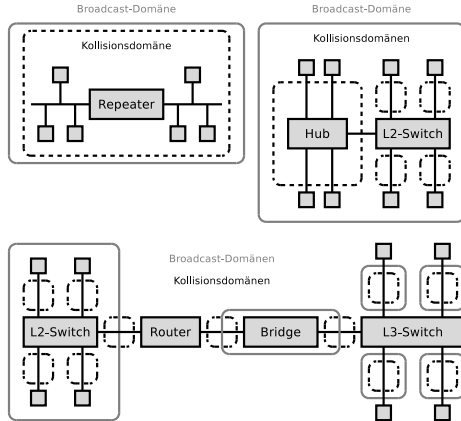 Broadcast-Domäne
Kollisionsdomäne
Repeater
Broadcast-Domäne
Kollisionsdomänen
Hub
L2-Switch
Broadcast-Domänen
Kollisionsdomänen
L2-Switch
Router
Bridge
L3-Switch